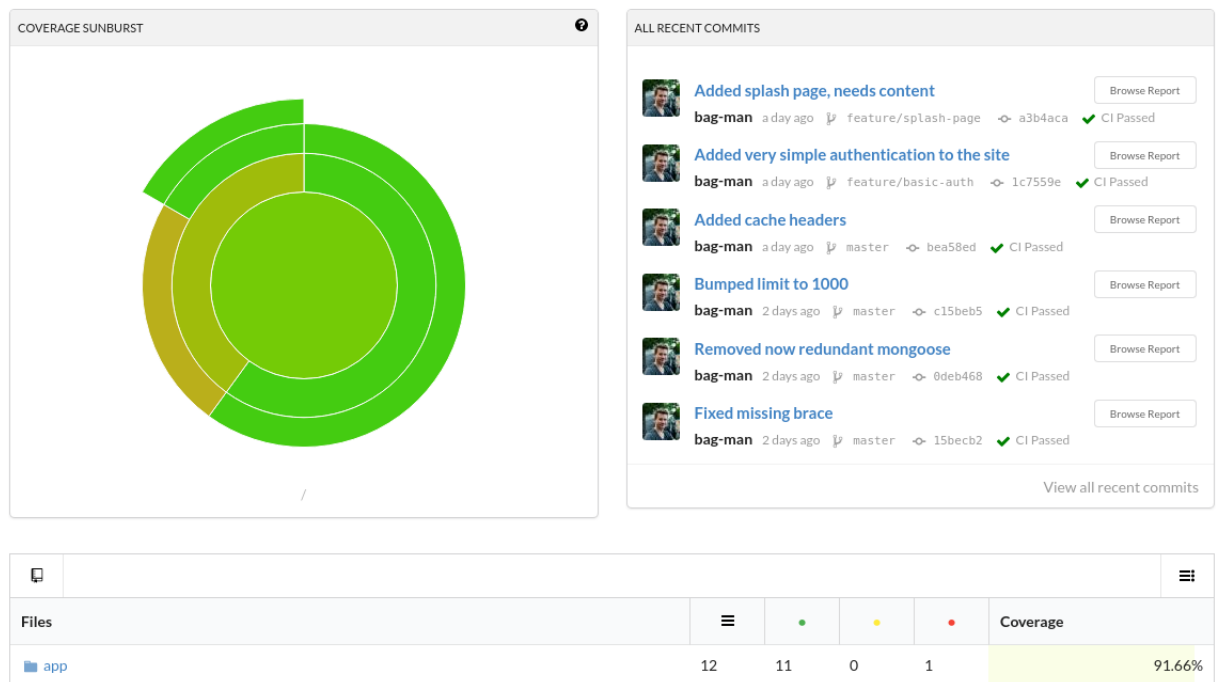 COVERAGE SUNBURST
/
ALL RECENT COMMITS
Added splash page, needs content
Browse Report
bag-man a day ago feature/splash-page a3b4aca CI Passed
Added very simple authentication to the site
Browse Report
bag-man a day ago feature/basic-auth 1c7559e CI Passed
Added cache headers
Browse Report
bag-man a day ago master bea58ed CI Passed
Bumped limit to 1000
Browse Report
bag-man 2 days ago master c15beb5 CI Passed
Removed now redundant mongoose
Browse Report
bag-man 2 days ago master 0deb468 CI Passed
Fixed missing brace
Browse Report
bag-man 2 days ago master 15becb2 CI Passed
View all recent commits
Files Coverage
app 12 11 0 1 91.66%